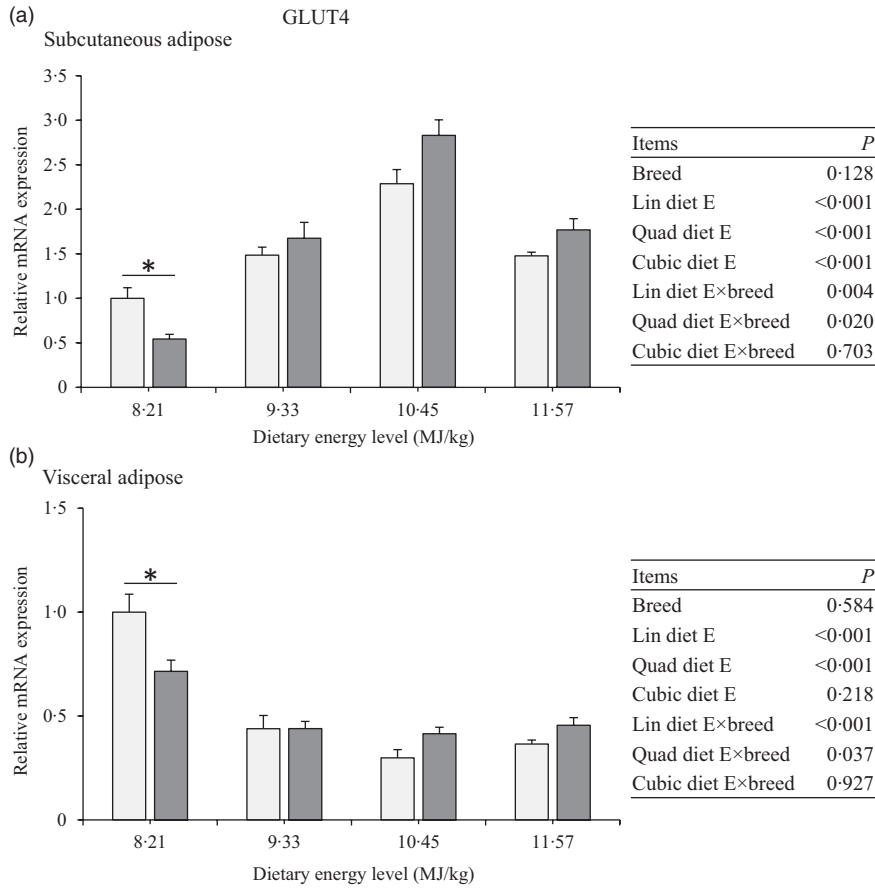 (a)
GLUT4
Subcutaneous adipose
Relative mRNA expression
3·5
3·0
2·5
2·0
1·5
1·0
0·5
0
*
8·21 9·33 10·45 11·57
Dietary energy level (MJ/kg)
Items P
Breed 0·128
Lin diet E <0·001
Quad diet E <0·001
Cubic diet E <0·001
Lin diet E×breed 0·004
Quad diet E×breed 0·020
Cubic diet E×breed 0·703
(b)
Visceral adipose
Relative mRNA expression
1·5
1·0
0·5
0
*
8·21 9·33 10·45 11·57
Dietary energy level (MJ/kg)
Items P
Breed 0·584
Lin diet E <0·001
Quad diet E <0·001
Cubic diet E 0·218
Lin diet E×breed <0·001
Quad diet E×breed 0·037
Cubic diet E×breed 0·927